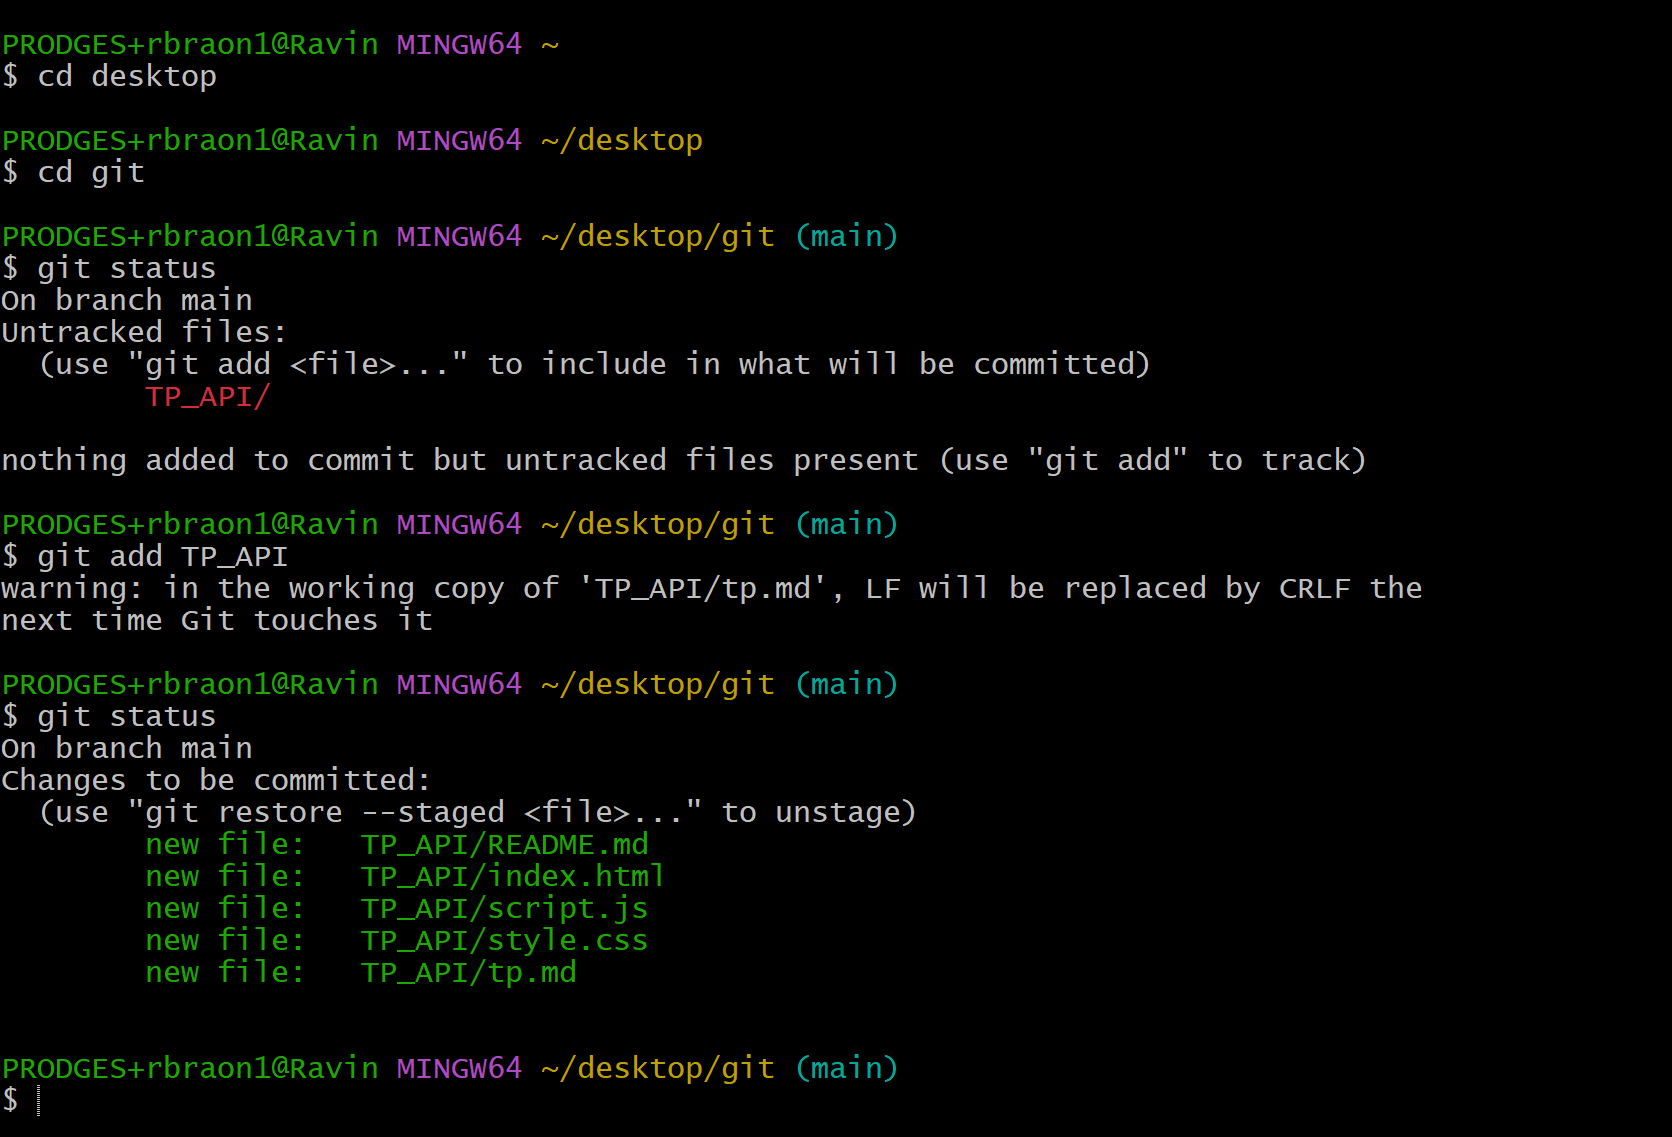 PRODGES+rbraon1@Ravin MINGW64 ~
$ cd desktop
PRODGES+rbraon1@Ravin MINGW64 ~/desktop
$ cd git
PRODGES+rbraon1@Ravin MINGW64 ~/desktop/git (main)
$ git status
On branch main
Untracked files:
  (use "git add <file>..." to include in what will be committed)
        TP_API/
nothing added to commit but untracked files present (use "git add" to track)
PRODGES+rbraon1@Ravin MINGW64 ~/desktop/git (main)
$ git add TP_API
warning: in the working copy of 'TP_API/tp.md', LF will be replaced by CRLF the
next time Git touches it
PRODGES+rbraon1@Ravin MINGW64 ~/desktop/git (main)
$ git status
On branch main
Changes to be committed:
  (use "git restore --staged <file>..." to unstage)
        new file:   TP_API/README.md
        new file:   TP_API/index.html
        new file:   TP_API/script.js
        new file:   TP_API/style.css
        new file:   TP_API/tp.md
PRODGES+rbraon1@Ravin MINGW64 ~/desktop/git (main)
$